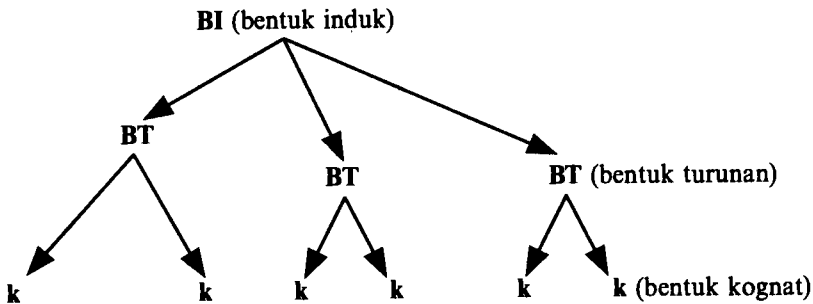 BI (bentuk induk)
BT
BT
BT (bentuk turunan)
k
k
k
k
k
k (bentuk kognat)